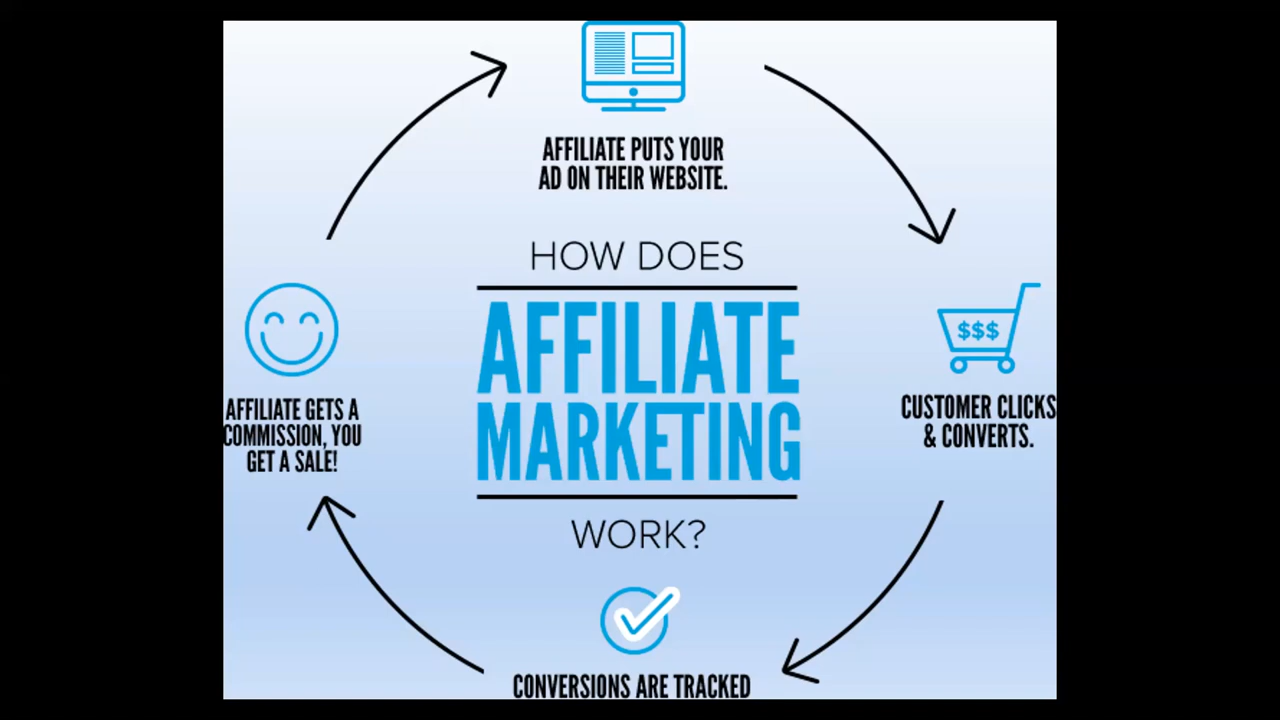 AFFILIATE PUTS YOUR
AD ON THEIR WEBSITE.
HOW DOES
AFFILIATE
MARKETING
WORK?
$$$
CUSTOMER CLICKS
& CONVERTS.
CONVERSIONS ARE TRACKED
AFFILIATE GETS A
COMMISSION, YOU
GET A SALE!